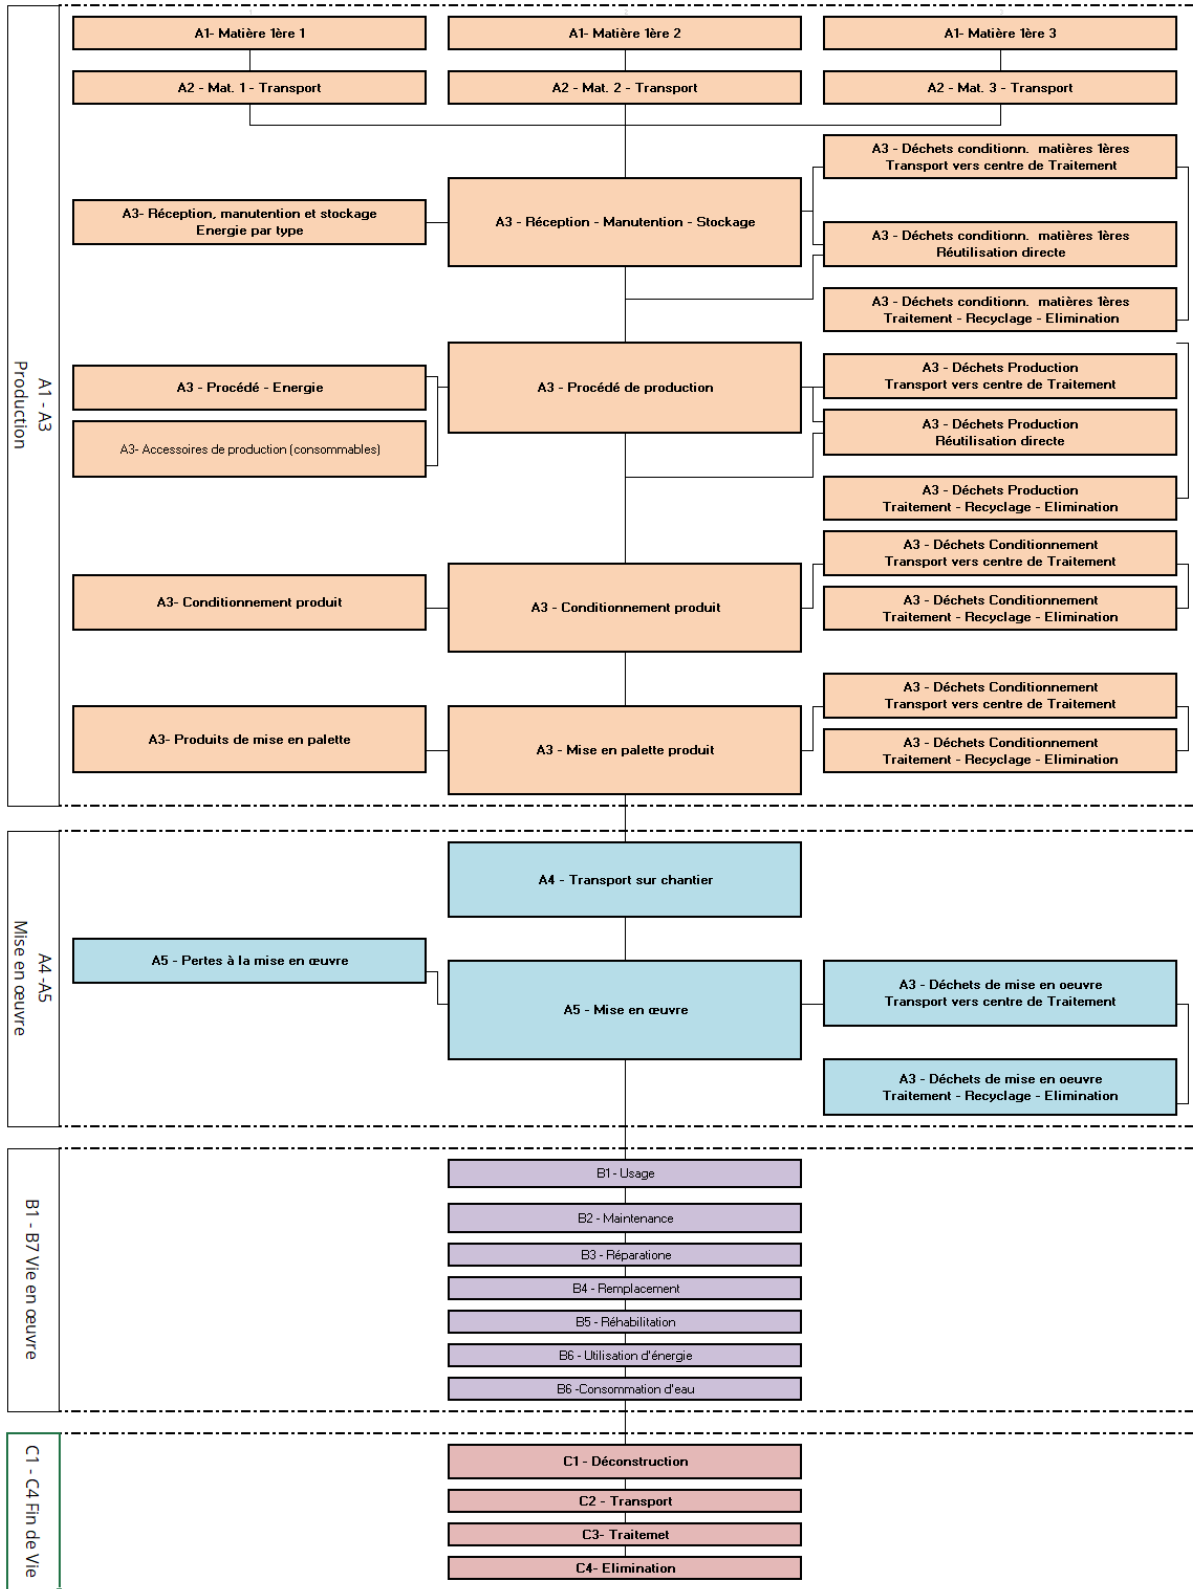 A1- Matière 1ère 1
A1- Matière 1ère 2
A1- Matière 1ère 3
A2 - Mat. 1 - Transport
A2 - Mat. 2 - Transport
A2 - Mat. 3 - Transport
A3 - Déchets conditionn.  matières 1ères
Transport vers centre de Traitement
A3- Réception, manutention et stockage
Energie par type
A3 - Réception - Manutention - Stockage
A3 - Déchets conditionn.  matières 1ères
Réutilisation directe
A3 - Déchets conditionn.  matières 1ères
Traitement - Recyclage - Elimination
A1 - A3
Production
A3 - Procédé - Energie
A3 - Procédé de production
A3 - Déchets Production
Transport vers centre de Traitement
A3- Accessoires de production (consommables)
A3 - Déchets Production
Réutilisation directe
A3 - Déchets Production
Traitement - Recyclage - Elimination
A3 - Déchets Conditionnement
Transport vers centre de Traitement
A3- Conditionnement produit
A3 - Conditionnement produit
A3 - Déchets Conditionnement
Traitement - Recyclage - Elimination
A3 - Déchets Conditionnement
Transport vers centre de Traitement
A3- Produits de mise en palette
A3 - Mise en palette produit
A3 - Déchets Conditionnement
Traitement - Recyclage - Elimination
A4 -A5
Mise en œuvre
A4 - Transport sur chantier
A5 - Pertes à la mise en œuvre
A5 - Mise en œuvre
A3 - Déchets de mise en oeuvre
Transport vers centre de Traitement
A3 - Déchets de mise en oeuvre
Traitement - Recyclage - Elimination
B1 - B7 Vie en œuvre
B1 - Usage
B2 - Maintenance
B3 - Réparatione
B4 - Remplacement
B5 - Réhabilitation
B6 - Utilisation d'énergie
B6 -Consommation d'eau
C1 - C4 Fin de Vie
C1 - Déconstruction
C2 - Transport
C3- Traitemet
C4- Elimination